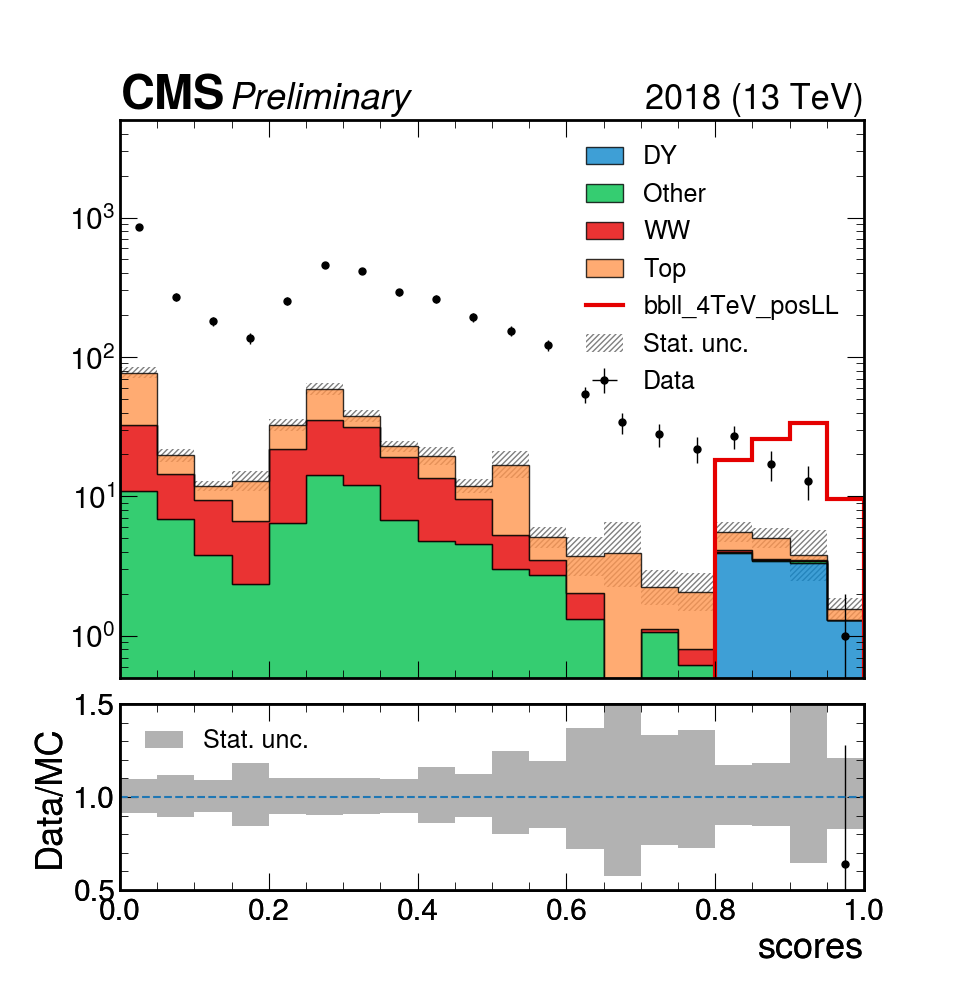 CMS Preliminary 2018 (13 TeV)
DY
Other
WW
Top
bbll_4TeV_posLL
Stat. unc.
Data
10³
10²
10¹
10⁰
Stat. unc.
Data/MC
1.5
1.0
0.5
0.0 0.2 0.4 0.6 0.8 1.0
scores